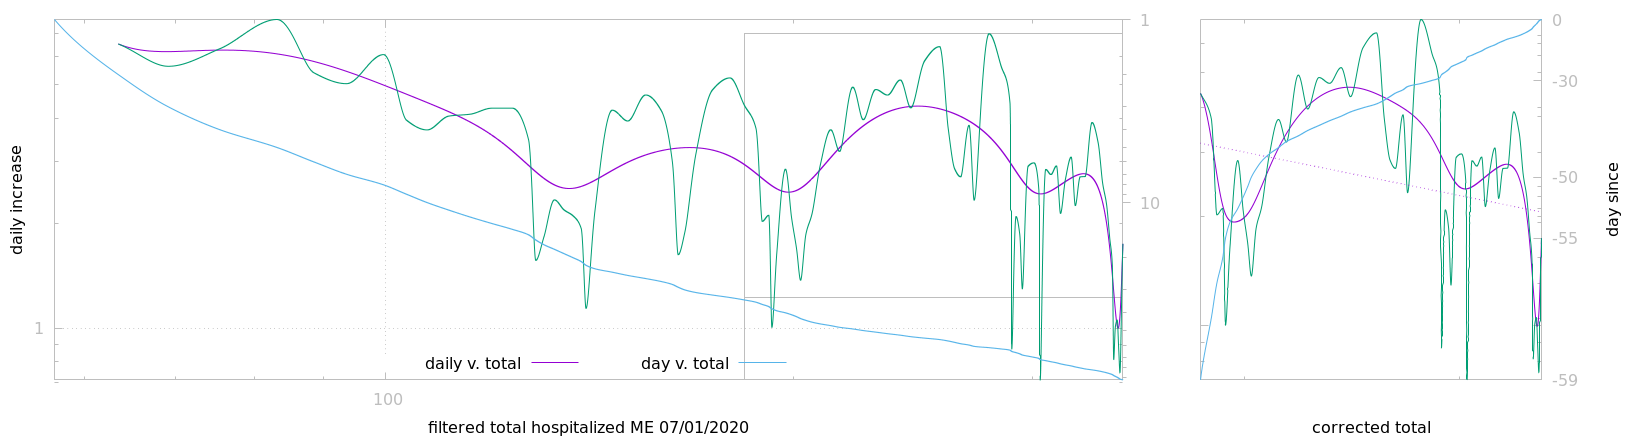 1
0
-30
daily increase
day since
-50
10
-55
1
daily v. total
day v. total
-59
100
filtered total hospitalized ME 07/01/2020
corrected total